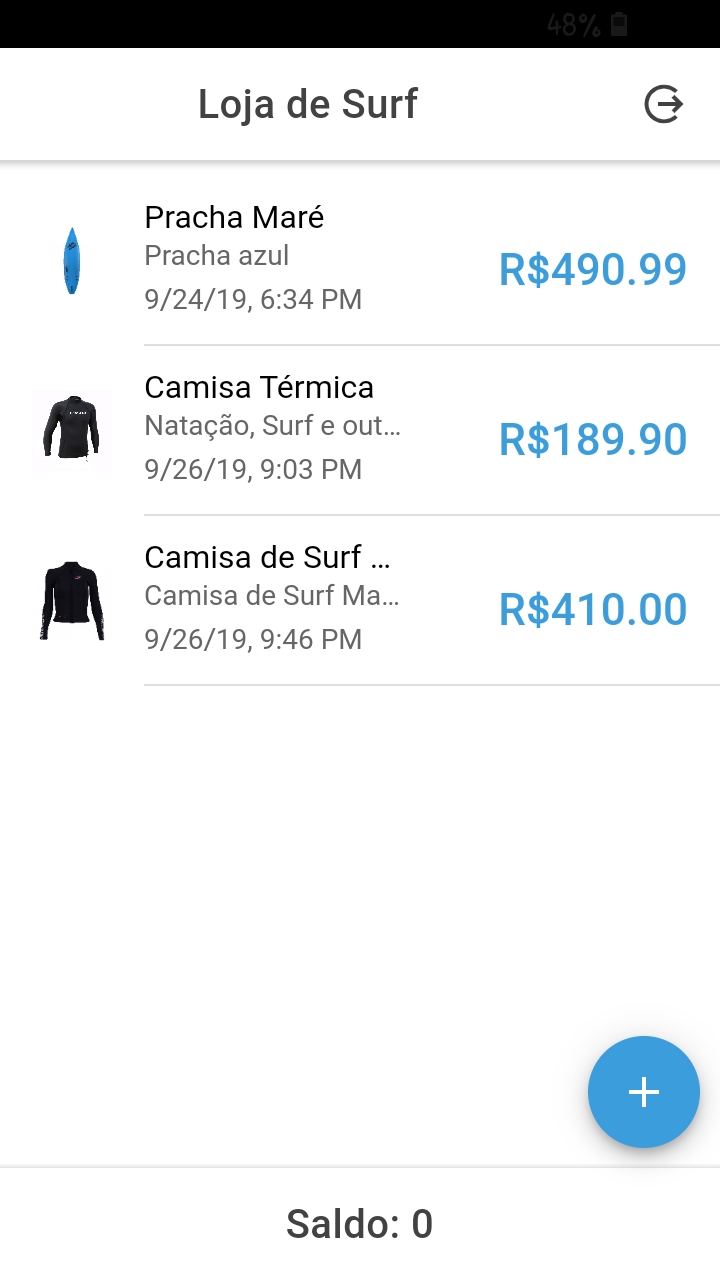 48%
Loja de Surf
Pracha Maré
Pracha azul
9/24/19, 6:34 PM
R$490.99
Camisa Térmica
Natação, Surf e out...
9/26/19, 9:03 PM
R$189.90
Camisa de Surf ...
Camisa de Surf Ma...
9/26/19, 9:46 PM
R$410.00
Saldo: 0